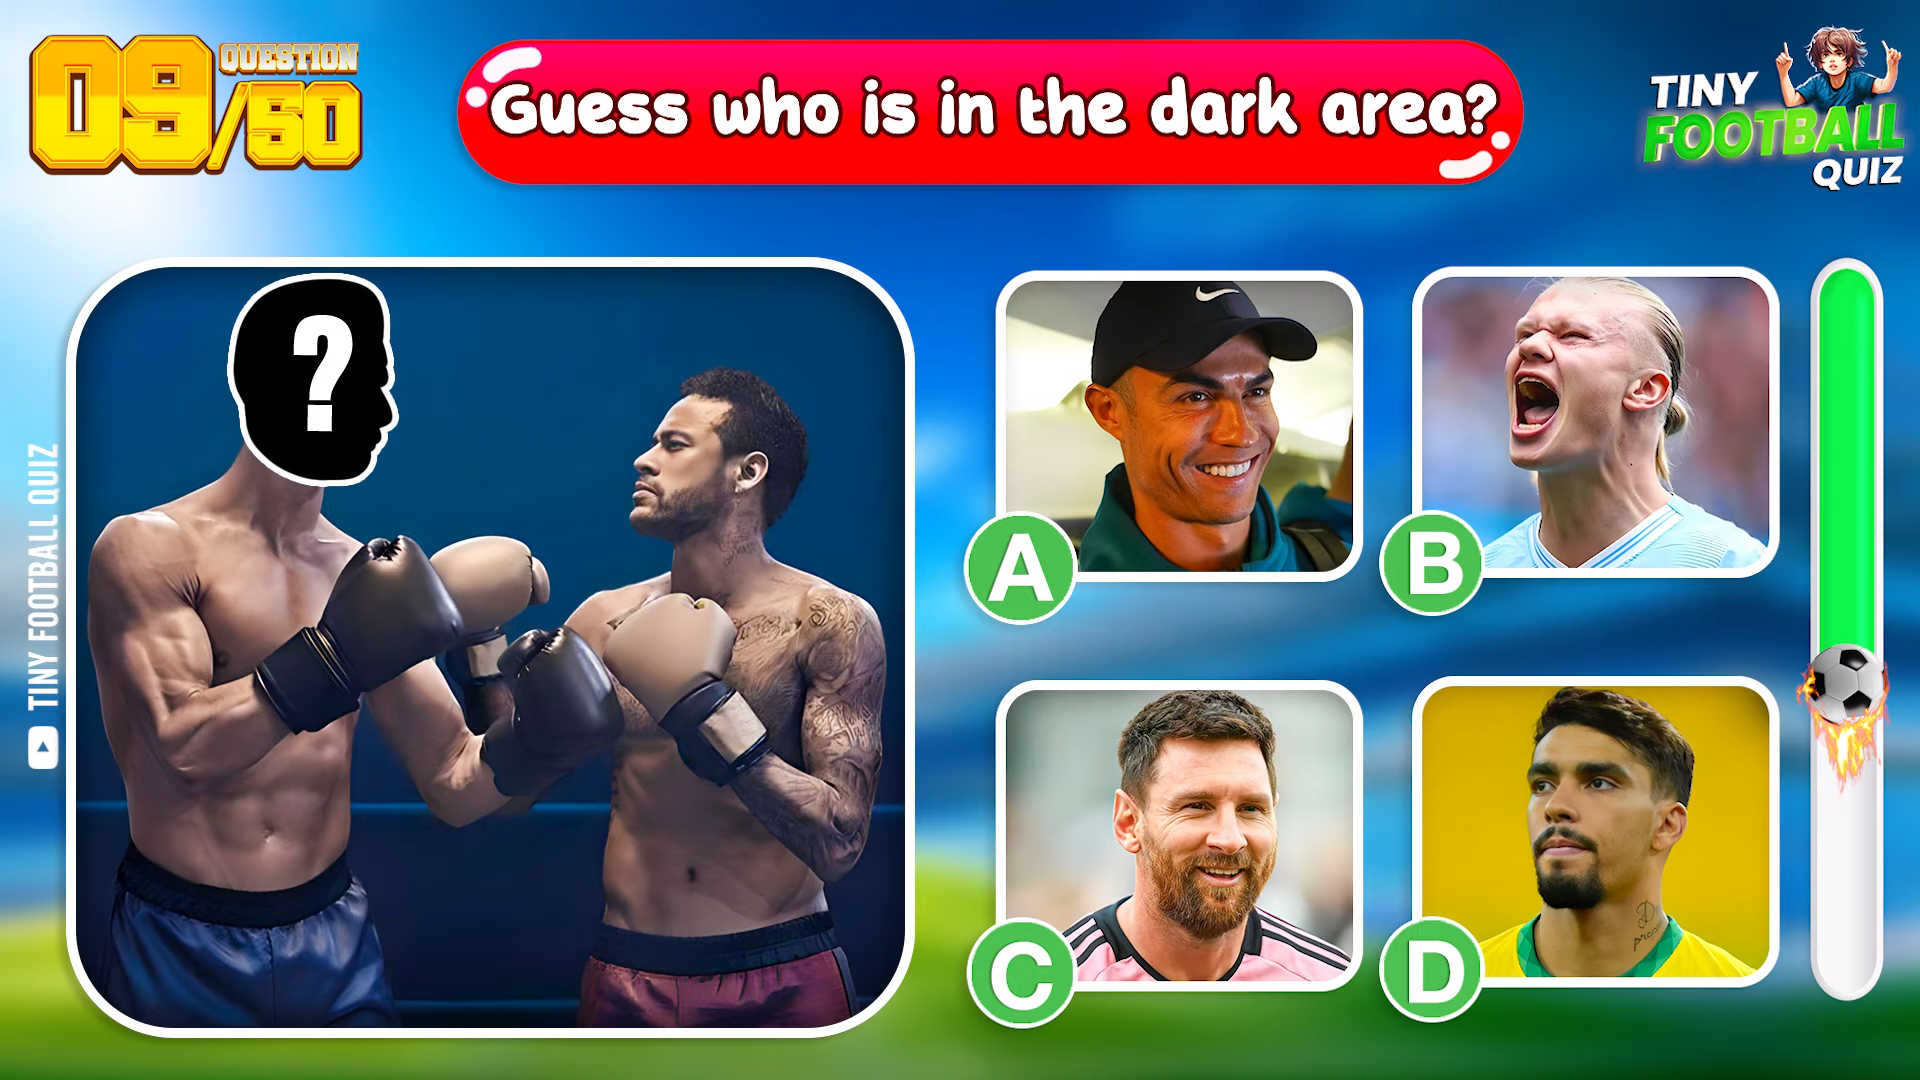 09/50
QUESTION
Guess who is in the dark area?
TINY
FOOTBALL
QUIZ
?
A
B
C
D
TINY FOOTBALL QUIZ